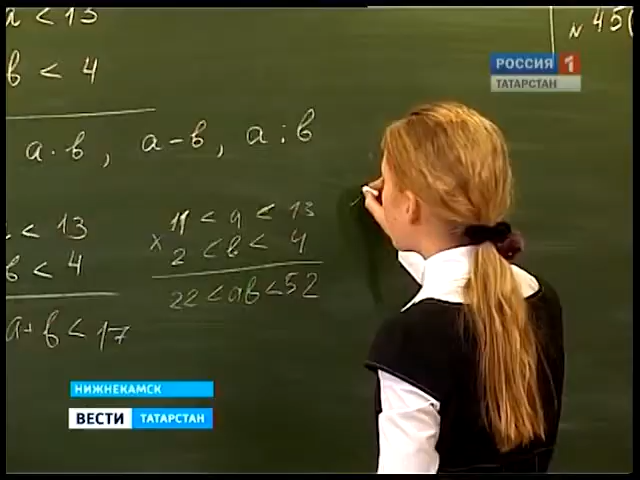 a < 13
№ 45
в < 4
РОССИЯ 1
ТАТАРСТАН
a · в , a - в , a : в
< 13
в < 4
a + в < 17
11 < a < 13
x 2 < в < 4
22 < aв < 52
НИЖНЕКАМСК
ВЕСТИ ТАТАРСТАН